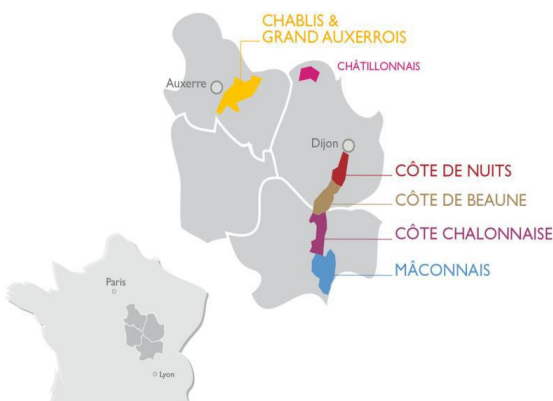 CHABLIS &
GRAND AUXERROIS
CHÂTILLONNAIS
Auxerre
Dijon
CÔTE DE NUITS
CÔTE DE BEAUNE
CÔTE CHALONNAISE
MÂCONNAIS
Paris
Lyon